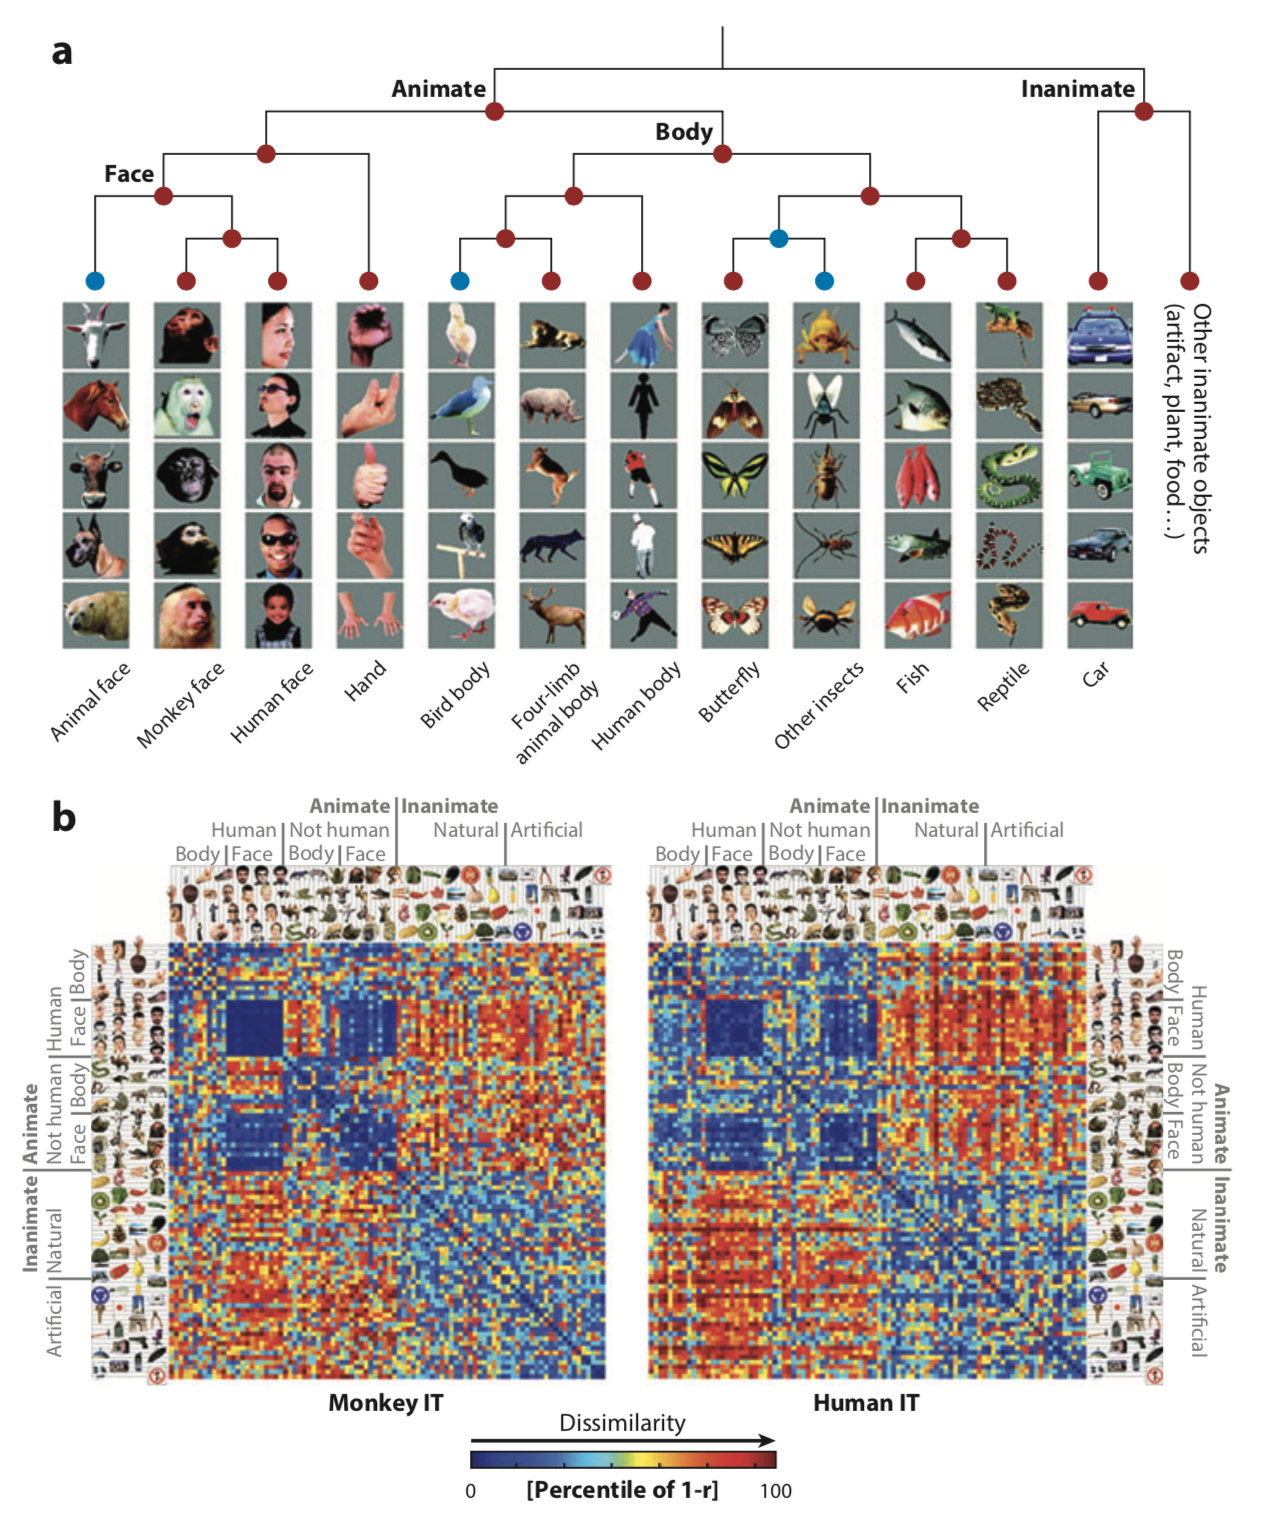 a
Animate
Inanimate
Body
Face
Other inanimate objects
(artifact, plant, food…)
Animal face
Monkey face
Human face
Hand
Bird body
Four-limb
animal body
Human body
Butterfly
Other insects
Fish
Reptile
Car
b
Animate Inanimate
Human Not human Natural Artificial
Body Face Body Face
Animate Inanimate
Human Not human Natural Artificial
Body Face Body Face
Inanimate Animate
Artificial Natural Not human Human
Face Body Face Body
Body Face Body Face
Human Not human Natural Artificial
Animate Inanimate
Monkey IT
Human IT
Dissimilarity
0 [Percentile of 1-r] 100